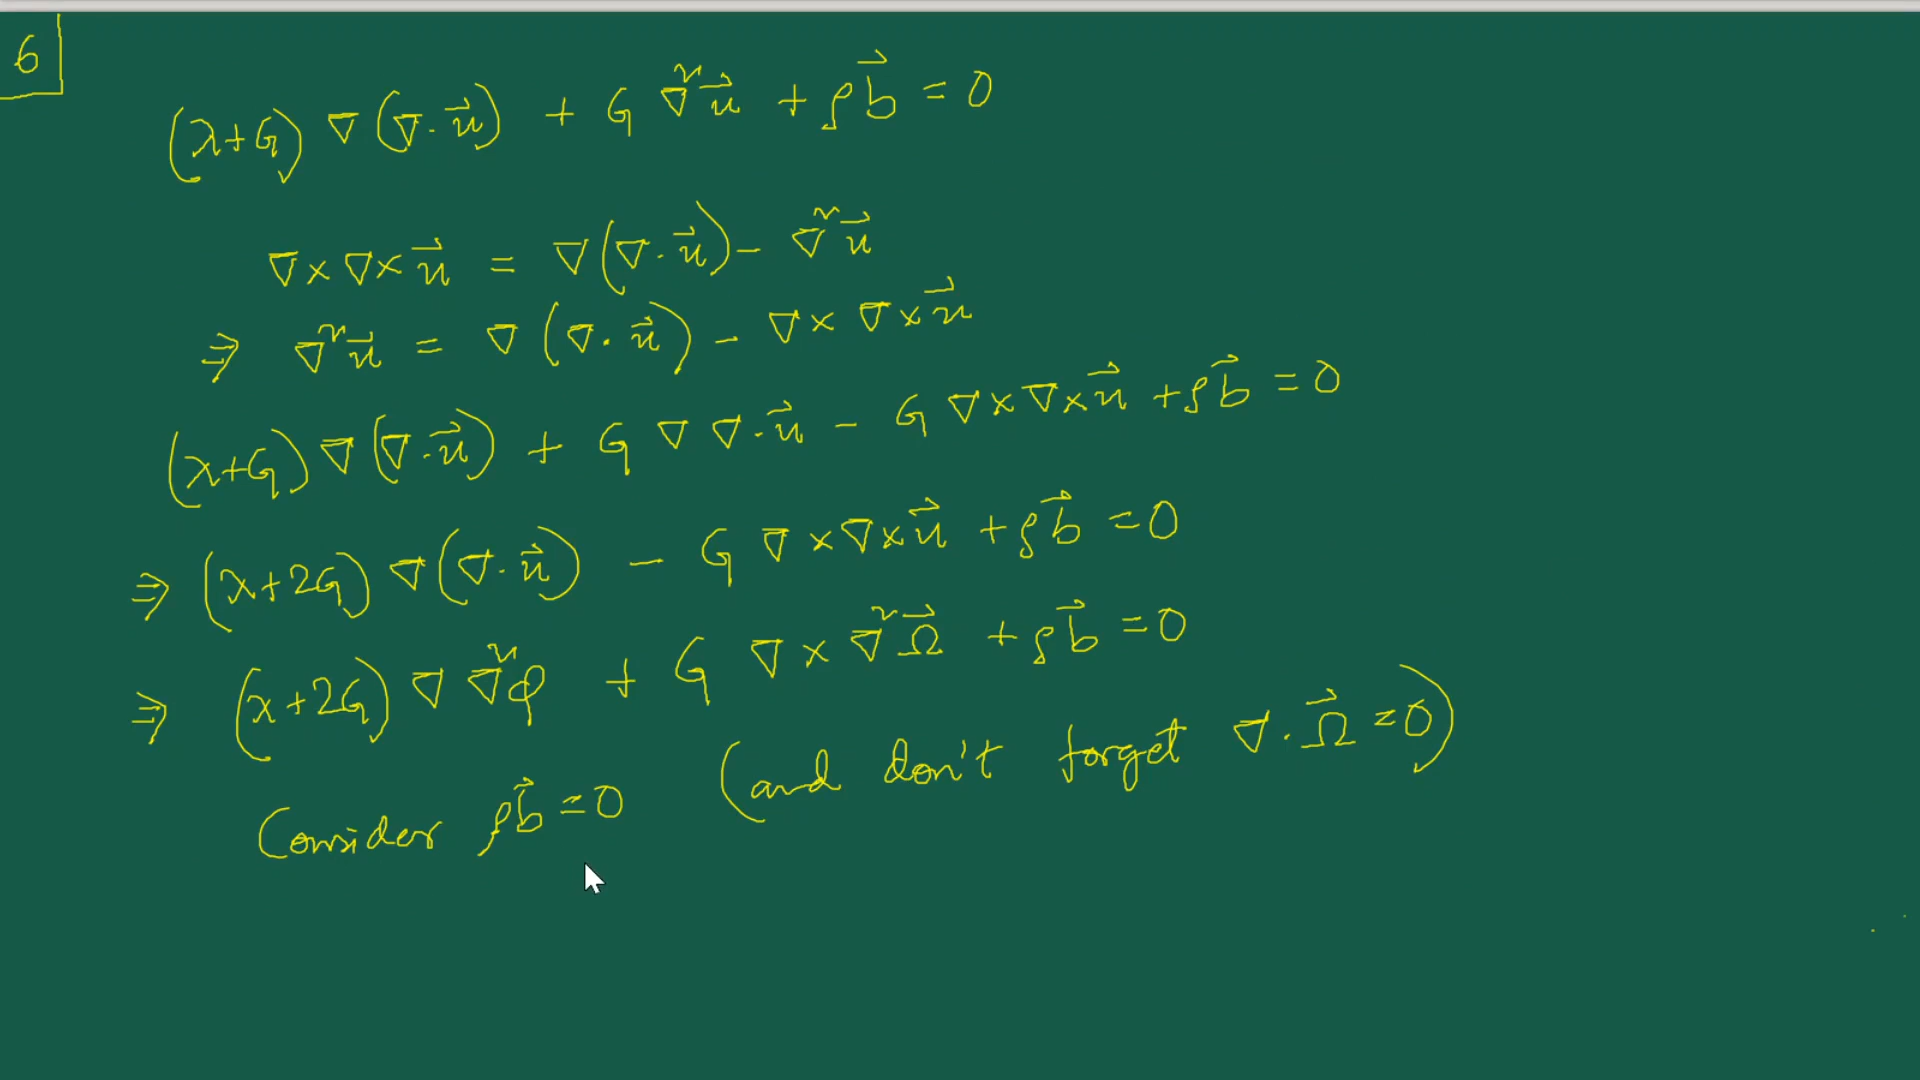 6
(λ+G) ∇(∇·u⃗) + G ∇²u⃗ + ρb⃗ = 0
∇×∇×u⃗ = ∇(∇·u⃗) − ∇²u⃗
⇒ ∇²u⃗ = ∇(∇·u⃗) − ∇×∇×u⃗
(λ+G) ∇(∇·u⃗) + G ∇∇·u⃗ − G ∇×∇×u⃗ + ρb⃗ = 0
⇒ (λ+2G) ∇(∇·u⃗) − G ∇×∇×u⃗ + ρb⃗ = 0
⇒ (λ+2G) ∇∇²φ + G ∇×∇²Ω⃗ + ρb⃗ = 0
Consider ρb⃗ = 0 (and don't forget ∇·Ω⃗ = 0)